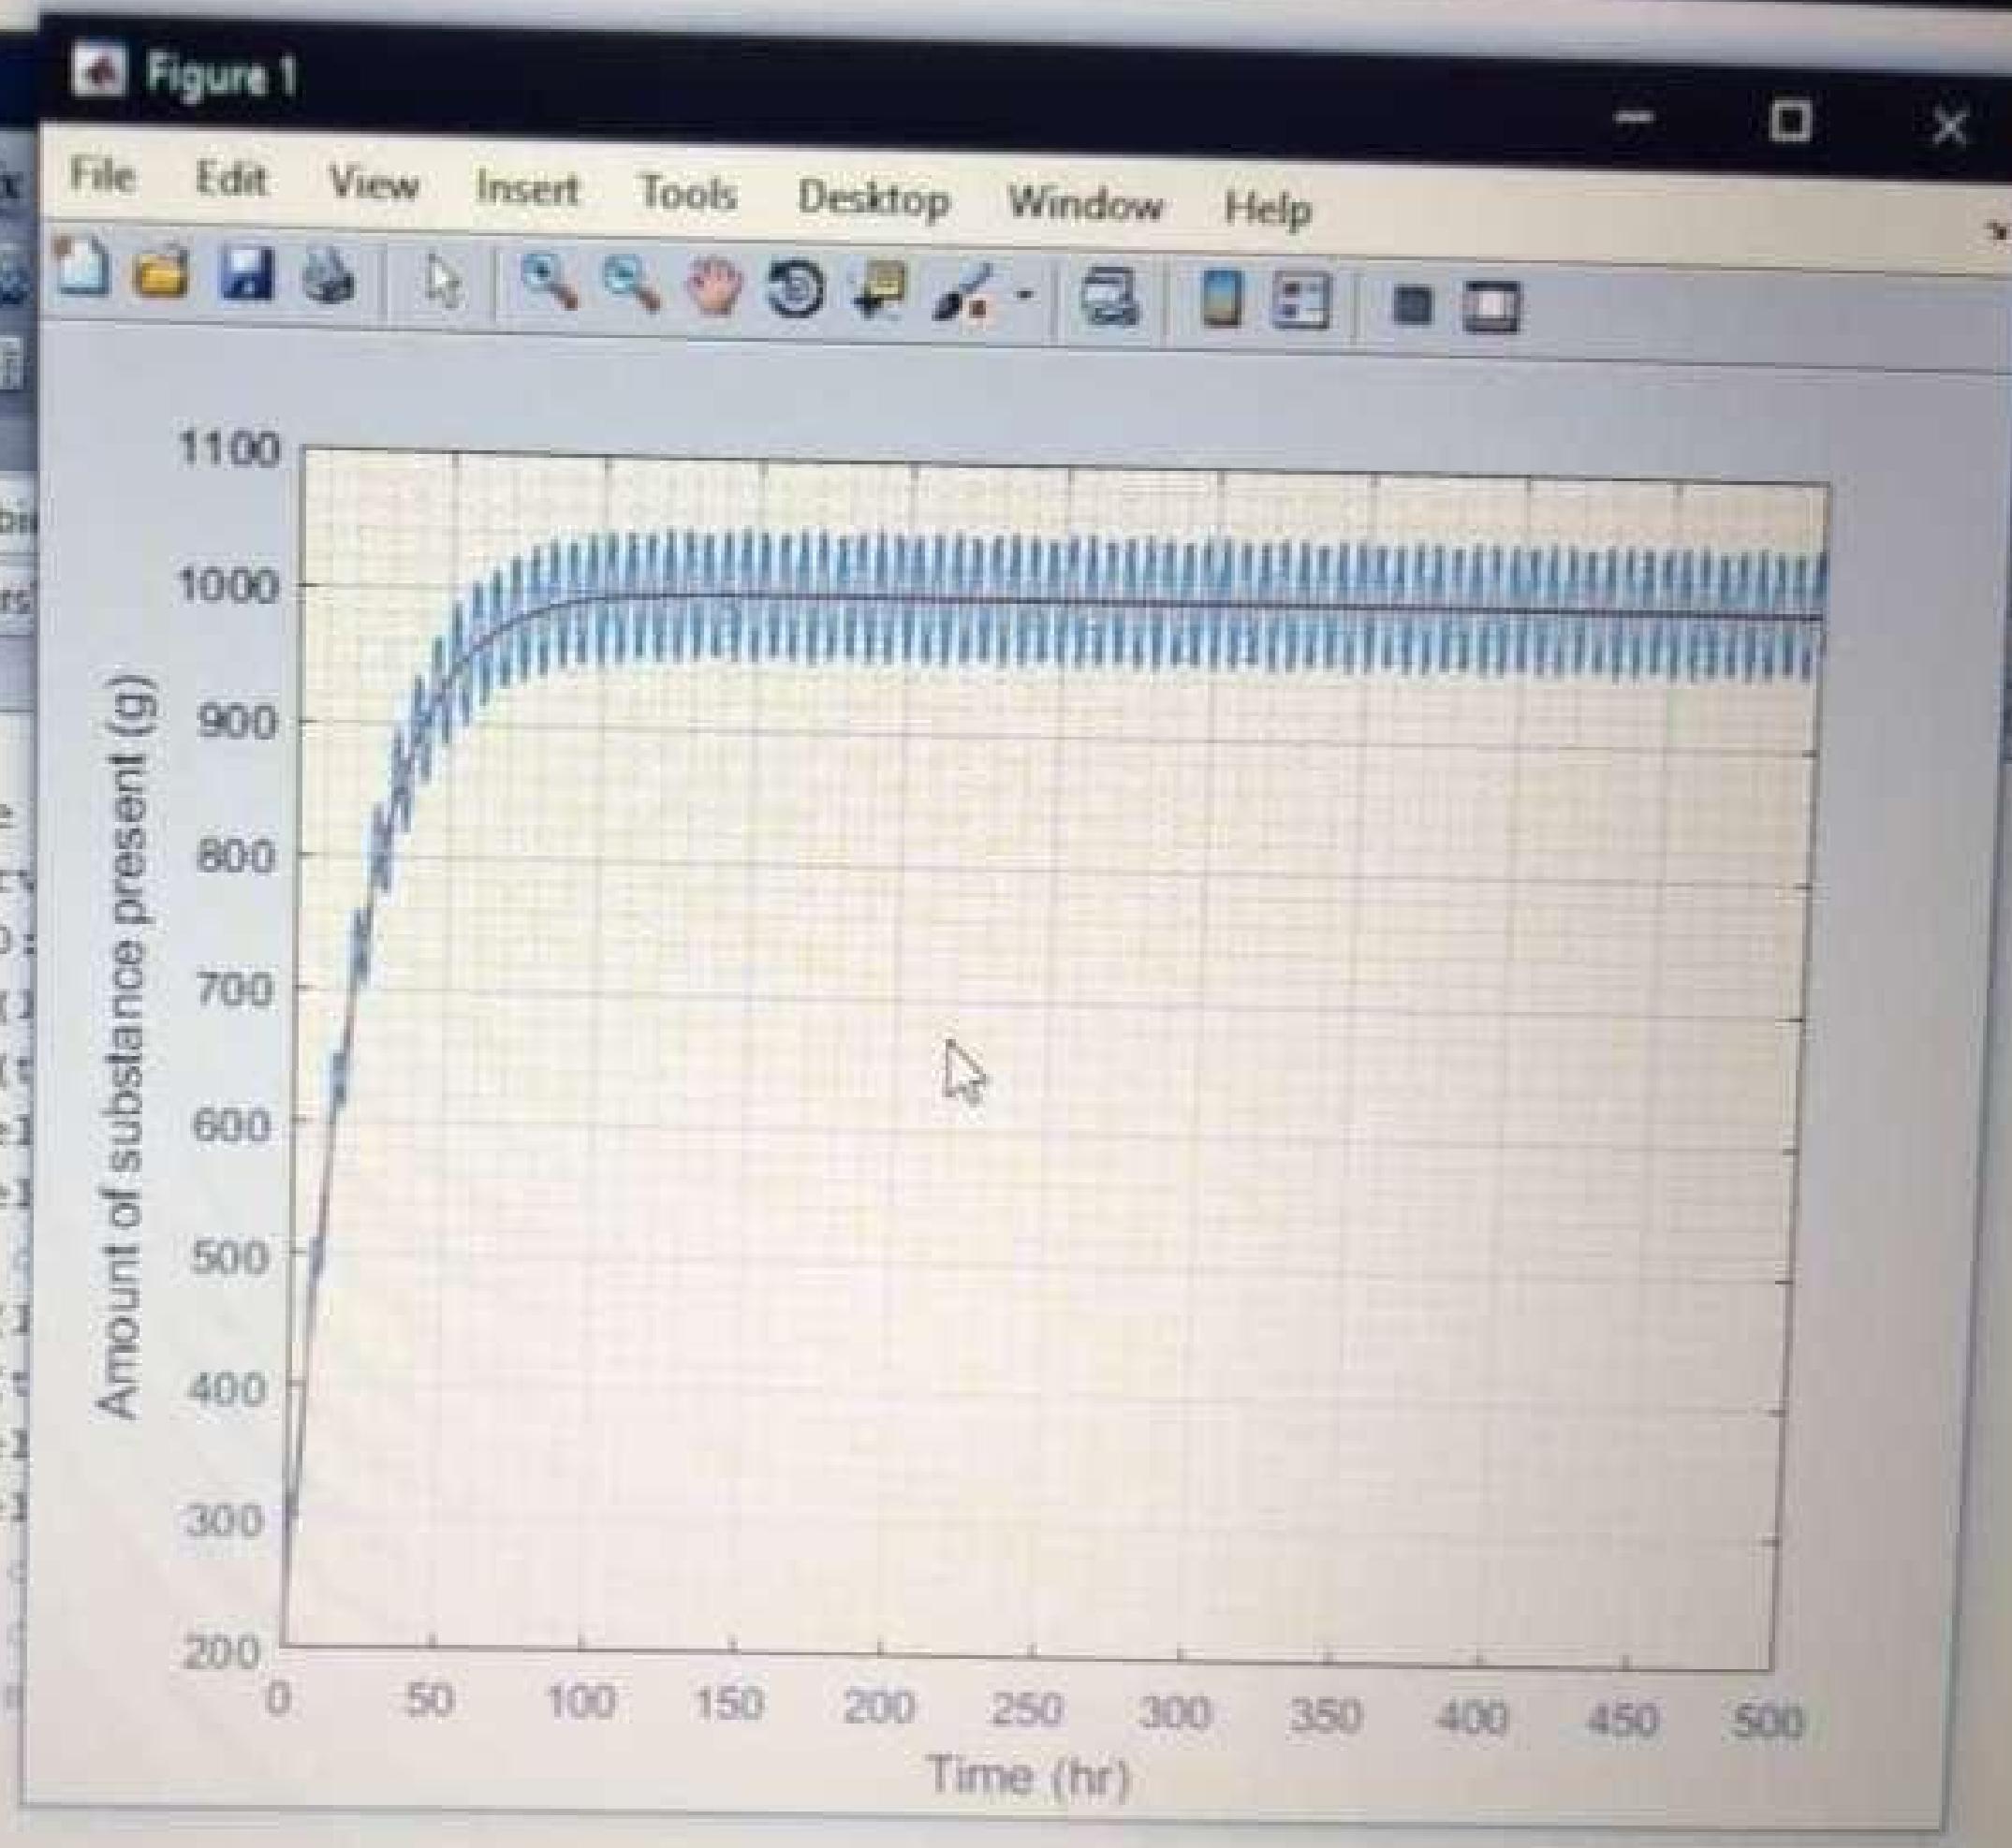 Figure 1
File Edit View Insert Tools Desktop Window Help
1100
1000
900
800
700
600
500
400
300
200
Amount of substance present (g)
0 50 100 150 200 250 300 350 400 450 500
Time (hr)